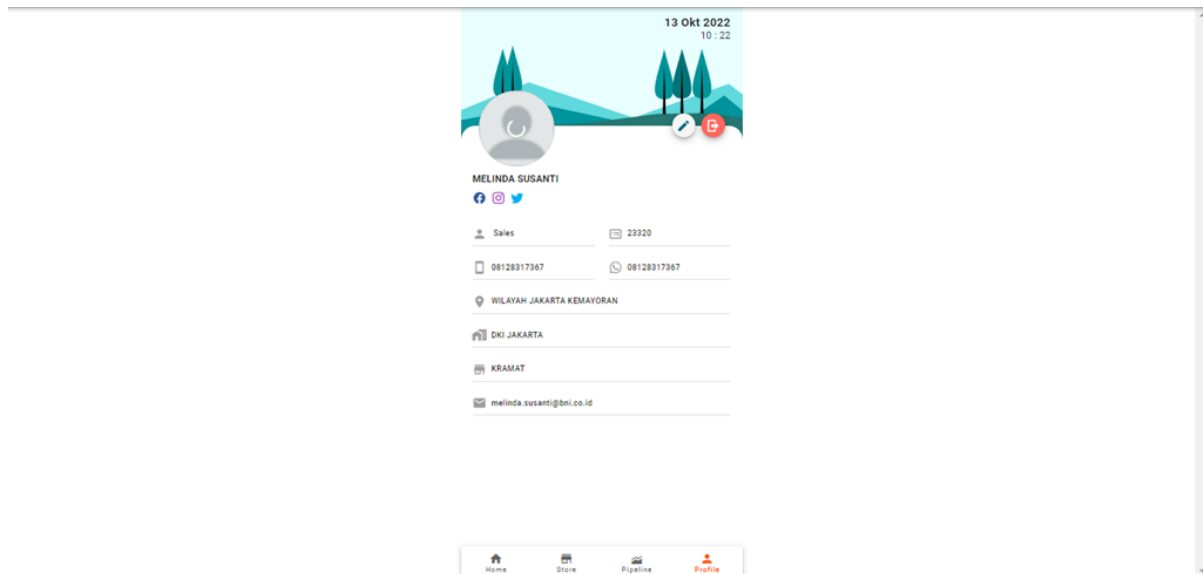 13 Okt 2022
10 : 22
MELINDA SUSANTI
Sales
23320
08128317367
08128317367
WILAYAH JAKARTA KEMAYORAN
DKI JAKARTA
KRAMAT
melinda.susanti@bni.co.id
Home Store Pipeline Profile